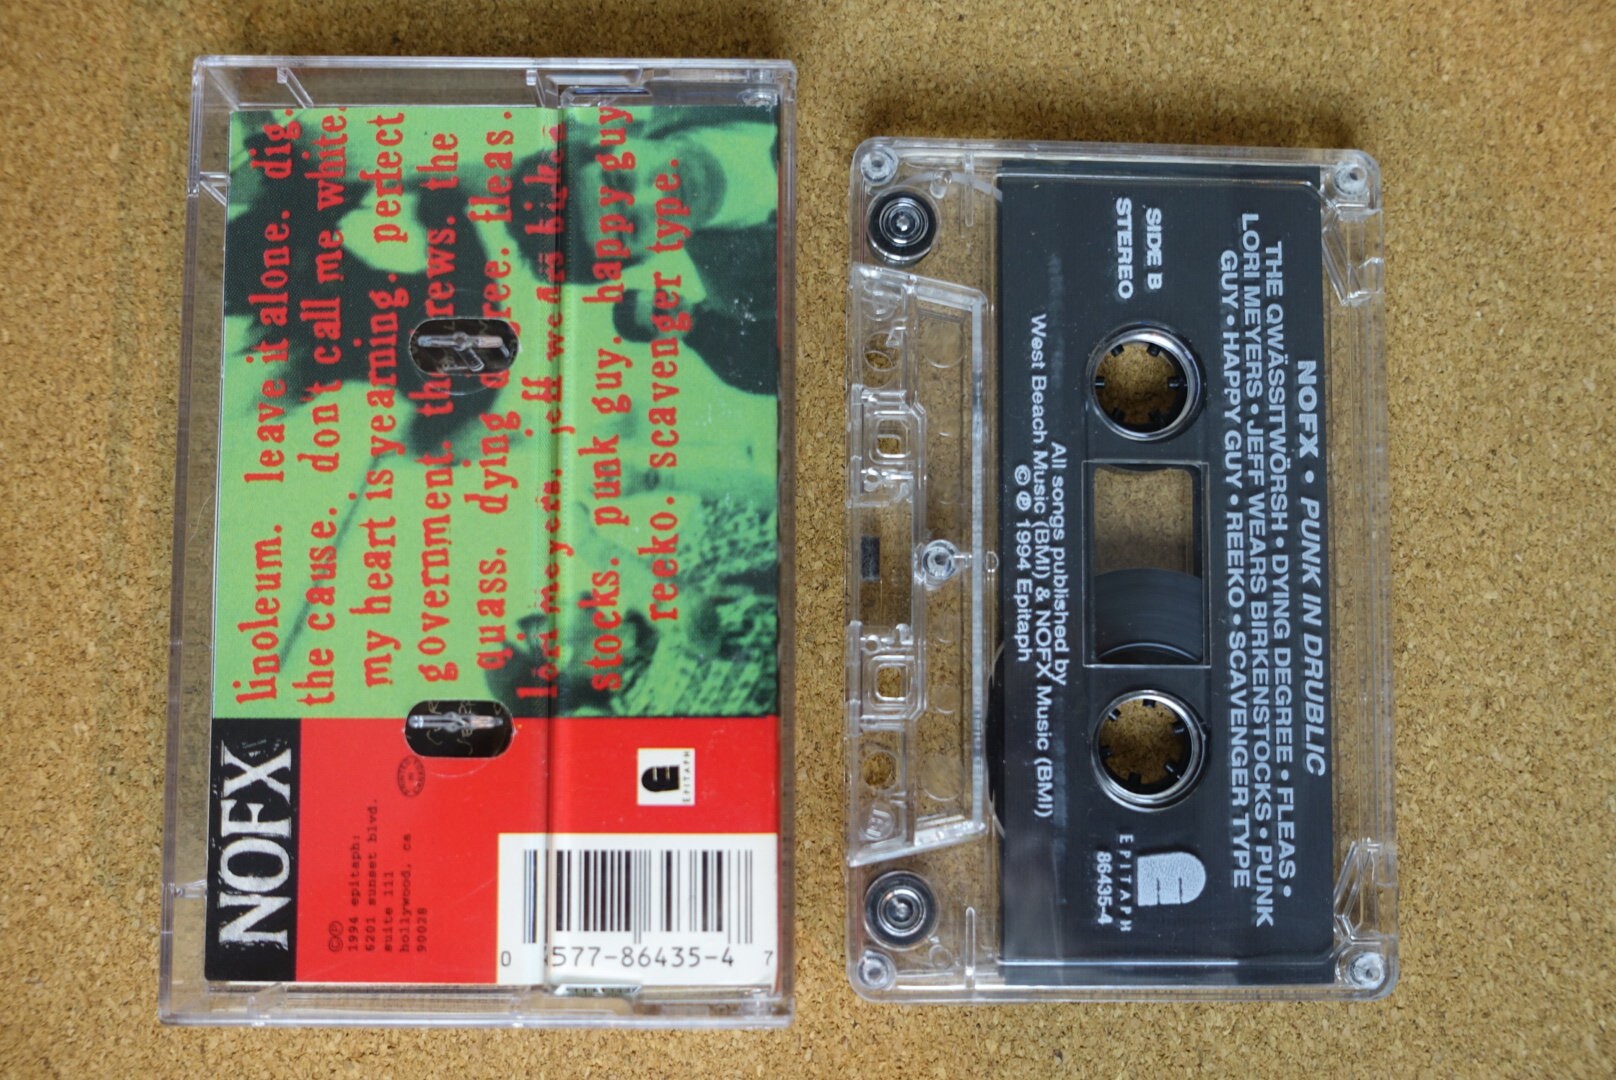 linoleum. leave it alone. dig.
the cause. don't call me white.
my heart is yearning. perfect
government. the rews. the
quass. dying degree. fleas.
lori meyers. jeff wears birken
stocks. punk guy. happy guy
reeko. scavenger type.
NOFX
©℗
1994 epitaph:
6201 sunset blvd.
suite 111
hollywood, ca
90028
EPITAPH
0 4577-86435-4 7
NOFX • PUNK IN DRUBLIC
THE QWÄSSITWÖRSH • DYING DEGREE • FLEAS •
LORI MEYERS • JEFF WEARS BIRKENSTOCKS • PUNK
GUY • HAPPY GUY • REEKO • SCAVENGER TYPE
SIDE B
STEREO
EPITAPH
86435-4
All songs published by
West Beach Music (BMI) & NOFX Music (BMI)
© ℗ 1994 Epitaph